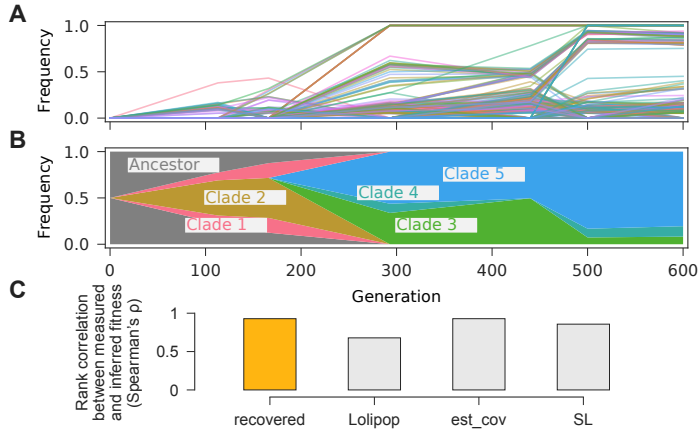 A
Frequency
1.0
0.5
0.0
B
Frequency
1.0
0.5
0.0
Ancestor
Clade 2
Clade 1
Clade 5
Clade 4
Clade 3
0 100 200 300 400 500 600
Generation
C
Rank correlation
between measured
and inferred fitness
(Spearman's ρ)
1
0.5
0
recovered Lolipop est_cov SL